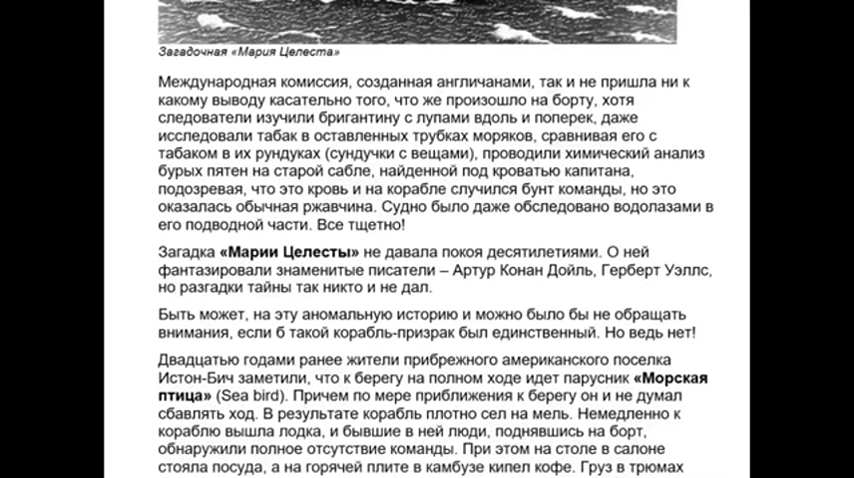 Загадочная «Мария Целеста»
Международная комиссия, созданная англичанами, так и не пришла ни к
какому выводу касательно того, что же произошло на борту, хотя
следователи изучили бригантину с лупами вдоль и поперек, даже
исследовали табак в оставленных трубках моряков, сравнивая его с
табаком в их рундуках (сундучки с вещами), проводили химический анализ
бурых пятен на старой сабле, найденной под кроватью капитана,
подозревая, что это кровь и на корабле случился бунт команды, но это
оказалась обычная ржавчина. Судно было даже обследовано водолазами в
его подводной части. Все тщетно!
Загадка «Марии Целесты» не давала покоя десятилетиями. О ней
фантазировали знаменитые писатели – Артур Конан Дойль, Герберт Уэллс,
но разгадки тайны так никто и не дал.
Быть может, на эту аномальную историю и можно было бы не обращать
внимания, если б такой корабль-призрак был единственный. Но ведь нет!
Двадцатью годами ранее жители прибрежного американского поселка
Истон-Бич заметили, что к берегу на полном ходе идет парусник «Морская
птица» (Sea bird). Причем по мере приближения к берегу он и не думал
сбавлять ход. В результате корабль плотно сел на мель. Немедленно к
кораблю вышла лодка, и бывшие в ней люди, поднявшись на борт,
обнаружили полное отсутствие команды. При этом на столе в салоне
стояла посуда, а на горячей плите в камбузе кипел кофе. Груз в трюмах